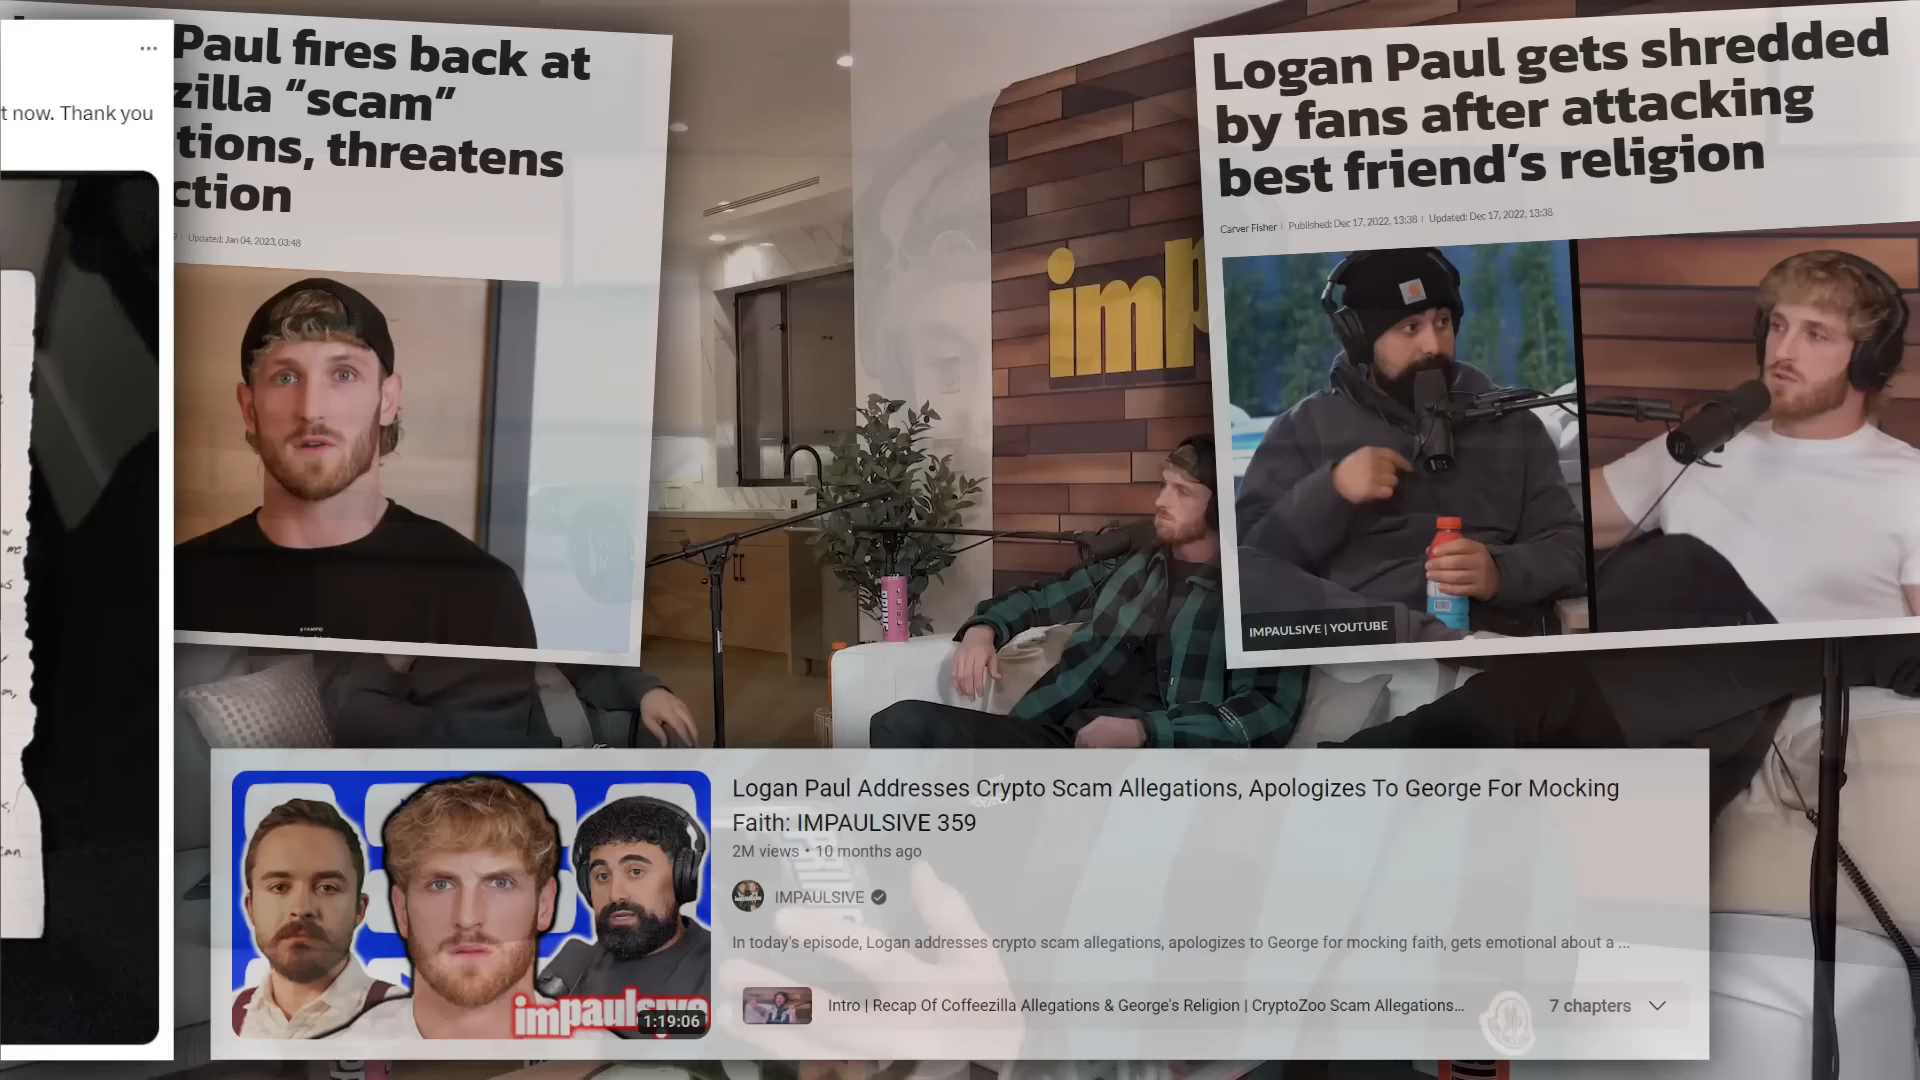 t now. Thank you
Paul fires back at
zilla “scam”
tions, threatens
ction
Updated: Jan 04, 2023, 03:48
Logan Paul gets shredded
by fans after attacking
best friend’s religion
Carver Fisher | Published: Dec 17, 2022, 13:38 | Updated: Dec 17, 2022, 13:38
imp
IMPAULSIVE | YOUTUBE
Logan Paul Addresses Crypto Scam Allegations, Apologizes To George For Mocking
Faith: IMPAULSIVE 359
2M views • 10 months ago
IMPAULSIVE
In today's episode, Logan addresses crypto scam allegations, apologizes to George for mocking faith, gets emotional about a ...
impaulsive
1:19:06
Intro | Recap Of Coffeezilla Allegations & George's Religion | CryptoZoo Scam Allegations...
7 chapters